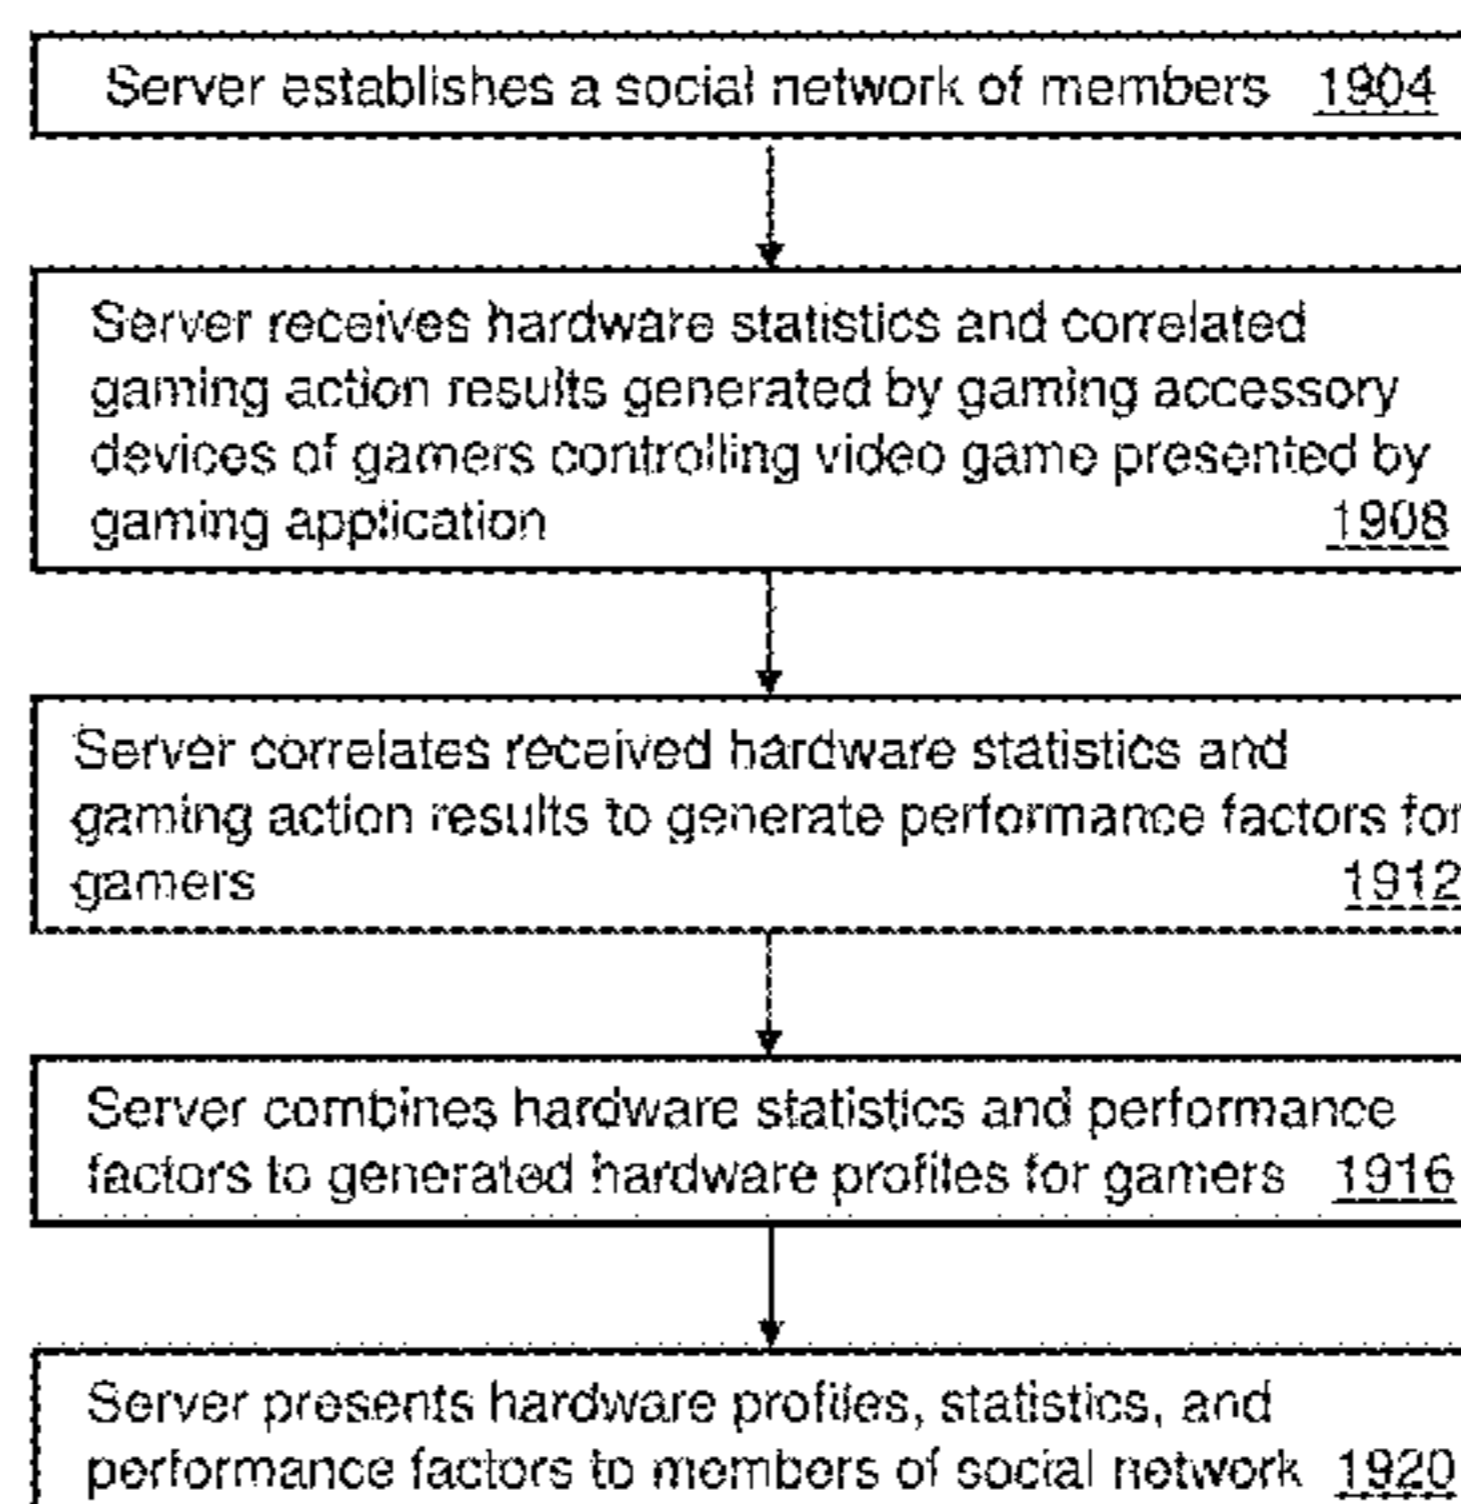 Server establishes a social network of members 1904
Server receives hardware statistics and correlated
gaming action results generated by gaming accessory
devices of gamers controlling video game presented by
gaming application 1908
Server correlates received hardware statistics and
gaming action results to generate performance factors for
gamers 1912
Server combines hardware statistics and performance
factors to generated hardware profiles for gamers 1916
Server presents hardware profiles, statistics, and
performance factors to members of social network 1920